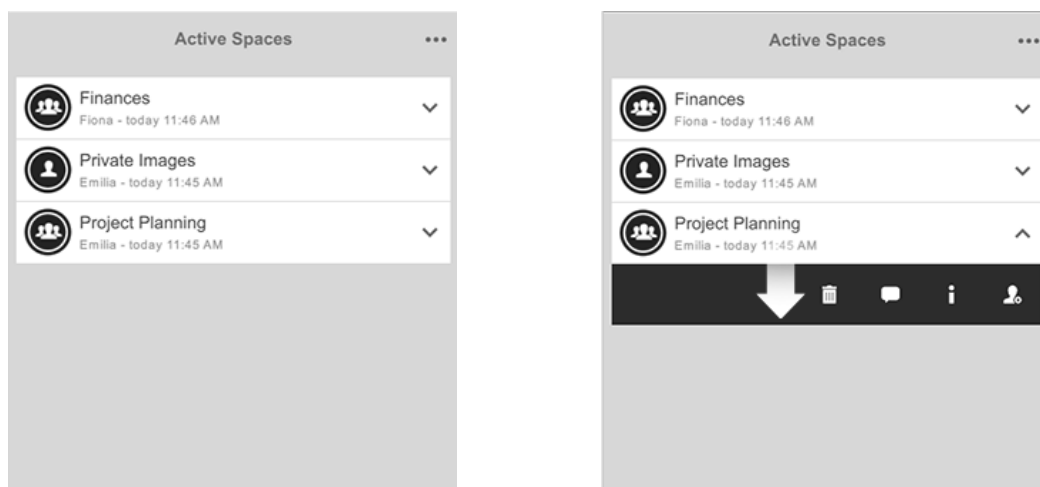 Active Spaces
Finances
Fiona - today 11:46 AM
Private Images
Emilia - today 11:45 AM
Project Planning
Emilia - today 11:45 AM
Active Spaces
Finances
Fiona - today 11:46 AM
Private Images
Emilia - today 11:45 AM
Project Planning
Emilia - today 11:45 AM